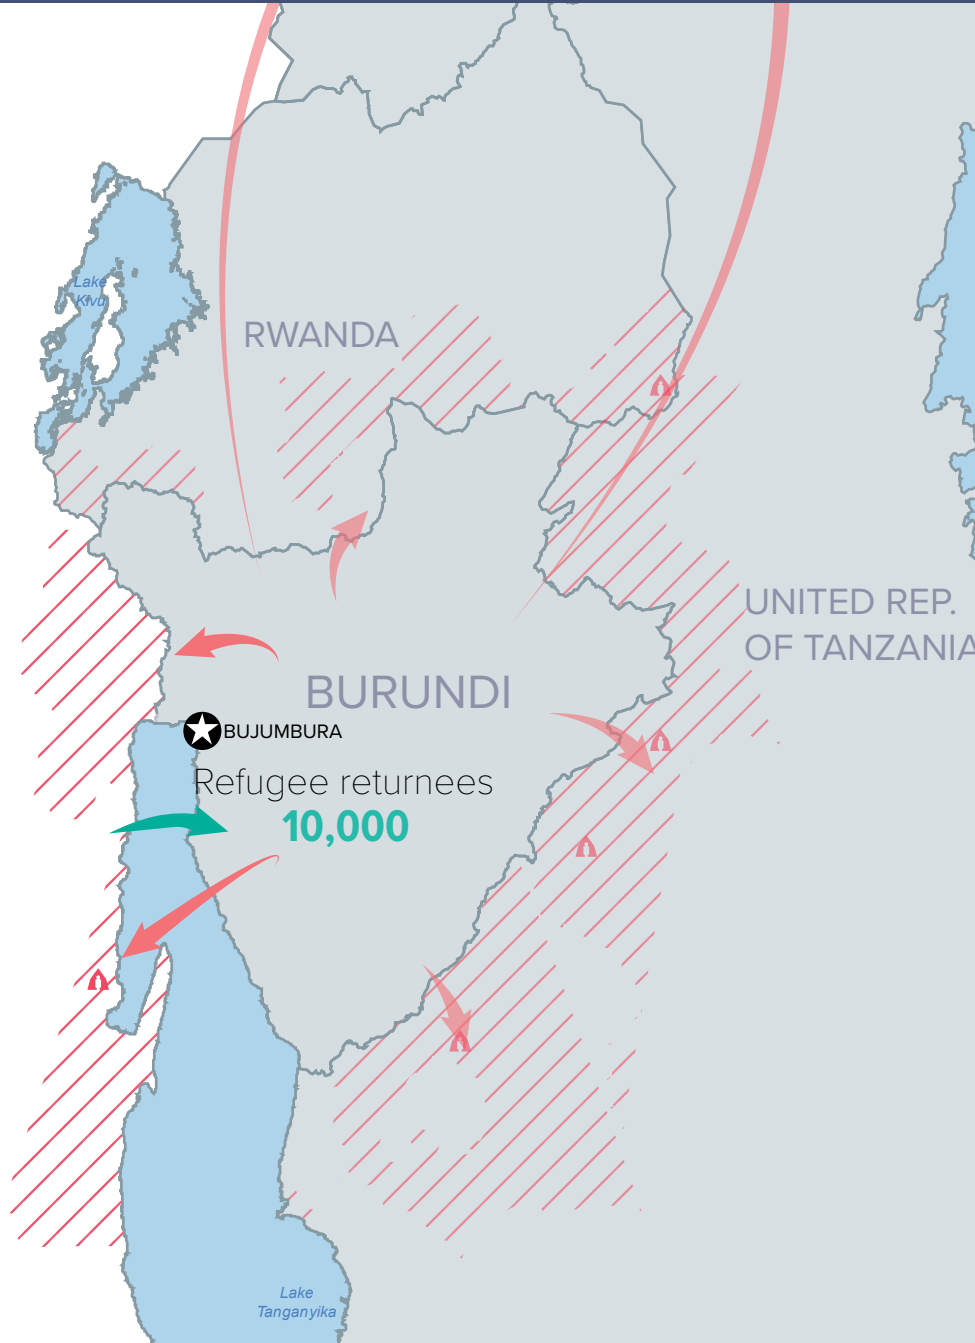 Lake
Kivu
RWANDA
UNITED REP.
OF TANZANIA
BURUNDI
BUJUMBURA
Refugee returnees
10,000
Lake
Tanganyika